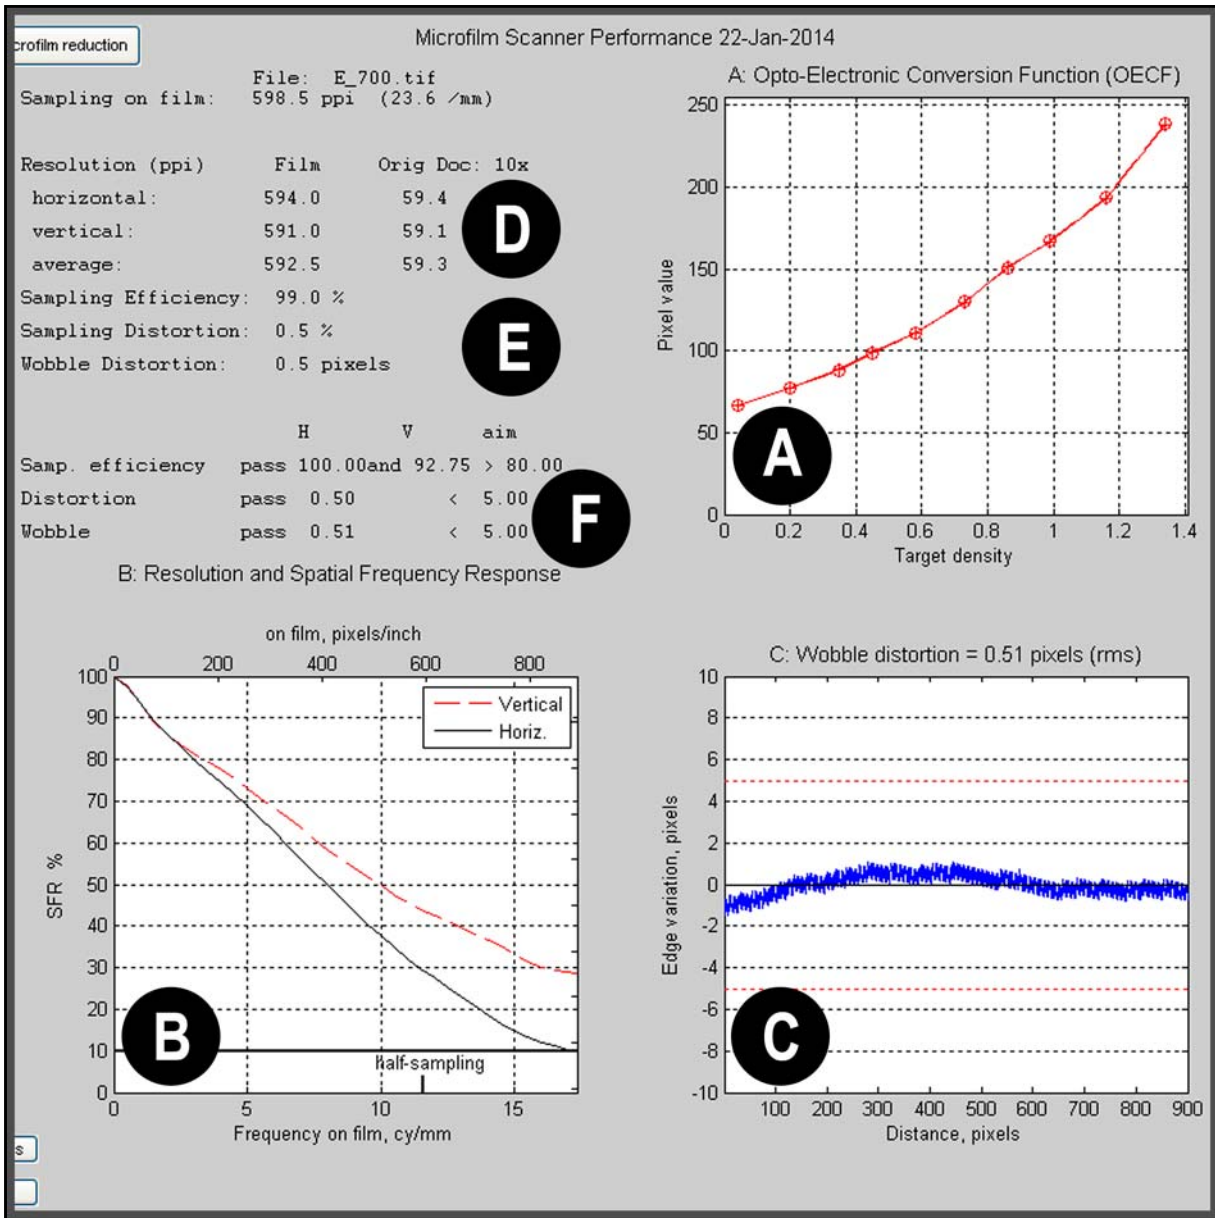 crofilm reduction
Microfilm Scanner Performance 22-Jan-2014
File: E_700.tif
Sampling on film: 598.5 ppi (23.6 /mm)
Resolution (ppi) Film Orig Doc: 10x
horizontal: 594.0 59.4
vertical: 591.0 59.1
average: 592.5 59.3
D
Sampling Efficiency: 99.0 %
Sampling Distortion: 0.5 %
Wobble Distortion: 0.5 pixels
E
H V aim
Samp. efficiency pass 100.00and 92.75 > 80.00
Distortion pass 0.50 < 5.00
Wobble pass 0.51 < 5.00
F
A: Opto-Electronic Conversion Function (OECF)
250
200
150
100
50
0
Pixel value
A
0 0.2 0.4 0.6 0.8 1 1.2 1.4
Target density
B: Resolution and Spatial Frequency Response
on film, pixels/inch
0 200 400 600 800
100
90
80
70
60
50
40
30
20
10
0
SFR %
Vertical
Horiz.
B
half-sampling
0 5 10 15
Frequency on film, cy/mm
C: Wobble distortion = 0.51 pixels (rms)
10
8
6
4
2
0
-2
-4
-6
-8
-10
Edge variation, pixels
C
100 200 300 400 500 600 700 800 900
Distance, pixels
s